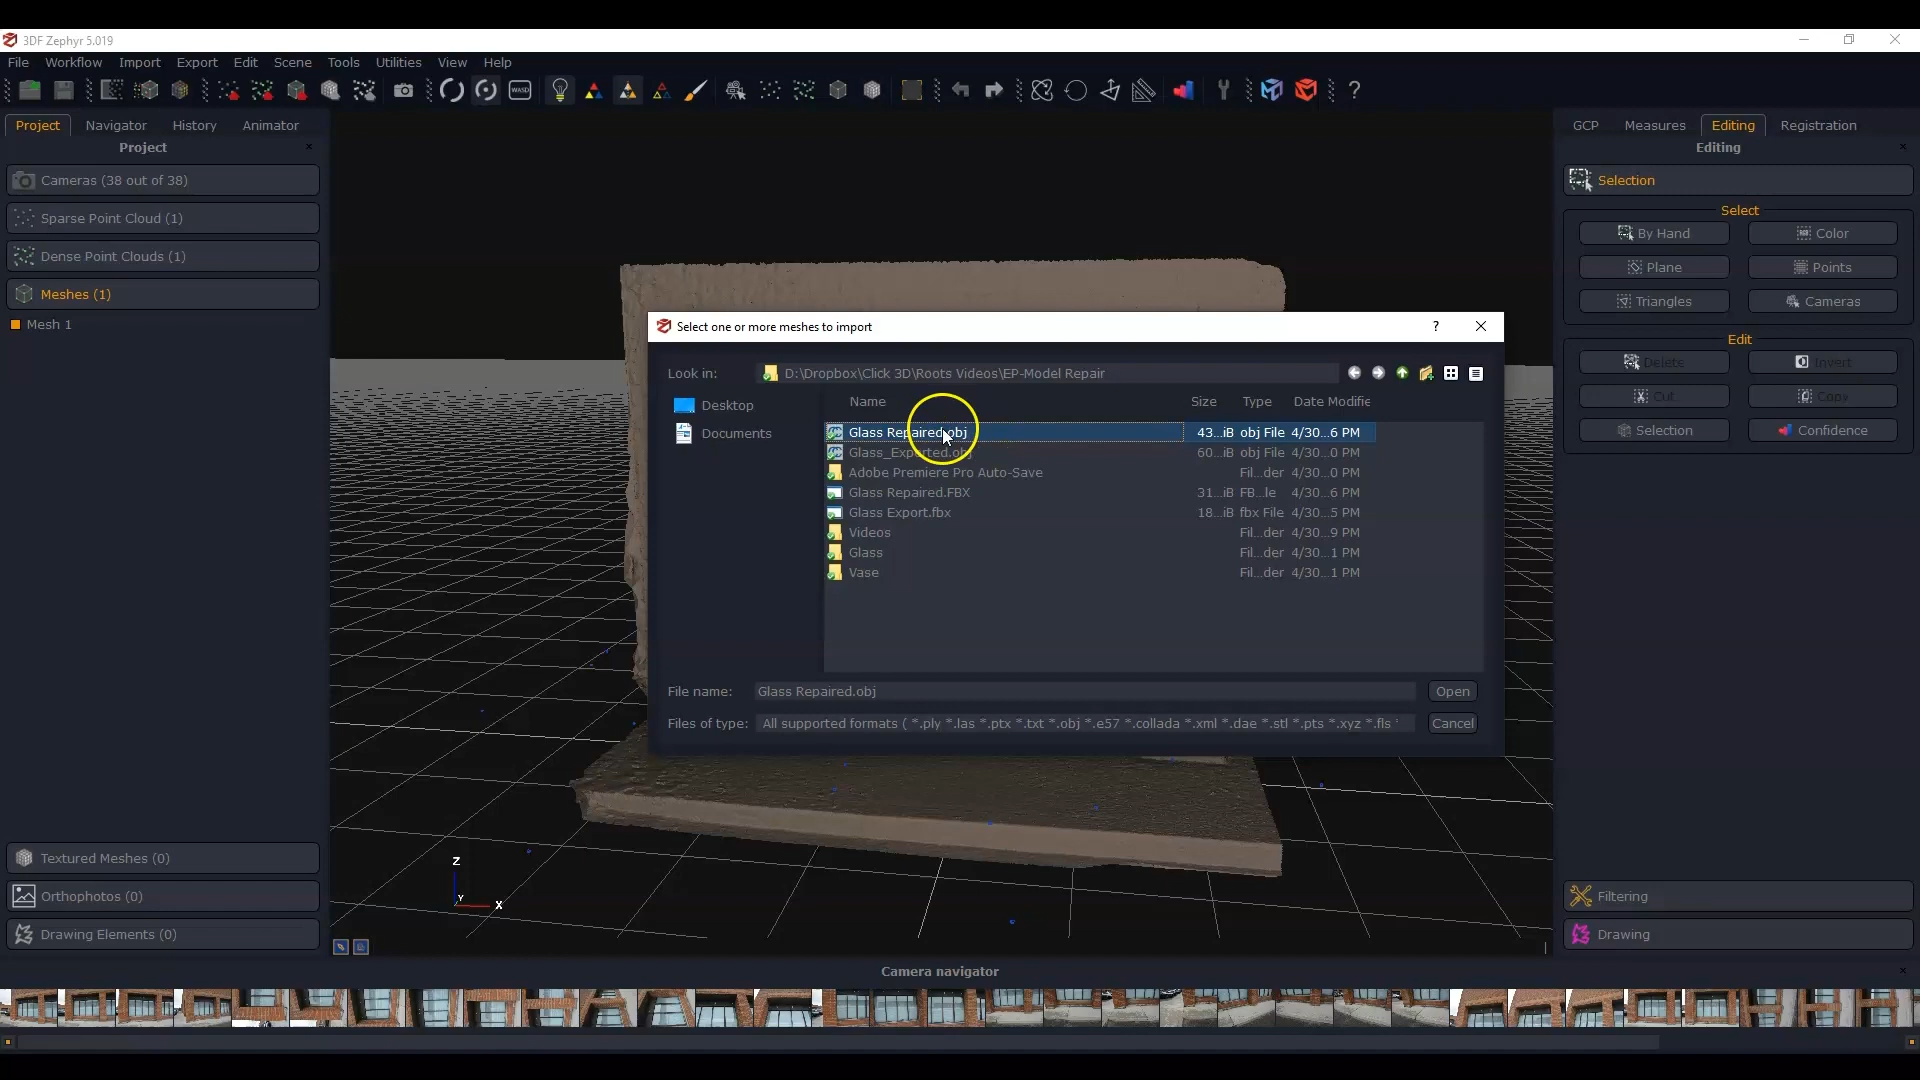 3DF Zephyr 5.019
File Workflow Import Export Edit Scene Tools Utilities View Help
WASD
Project Navigator History Animator
GCP Measures Editing Registration
Project
Editing
Cameras (38 out of 38)
Selection
Sparse Point Cloud (1)
Select
By Hand Color
Dense Point Clouds (1)
Plane Points
Meshes (1)
Triangles Cameras
Mesh 1
Edit
Delete Invert
Cut Copy
Selection Confidence
Select one or more meshes to import
Look in: D:\Dropbox\Click 3D\Roots Videos\EP-Model Repair
Desktop
Documents
Name Size Type Date Modifie
Glass Repaired.obj 43...iB obj File 4/30...6 PM
Glass_Exported.obj 60...iB obj File 4/30...0 PM
Adobe Premiere Pro Auto-Save Fil...der 4/30...0 PM
Glass Repaired.FBX 31...iB FB...le 4/30...6 PM
Glass Export.fbx 18...iB fbx File 4/30...5 PM
Videos Fil...der 4/30...9 PM
Glass Fil...der 4/30...1 PM
Vase Fil...der 4/30...1 PM
File name: Glass Repaired.obj Open
Files of type: All supported formats ( *.ply *.las *.ptx *.txt *.obj *.e57 *.collada *.xml *.dae *.stl *.pts *.xyz *.fls * Cancel
Textured Meshes (0)
Orthophotos (0)
Drawing Elements (0)
Z
Y
X
Filtering
Drawing
Camera navigator